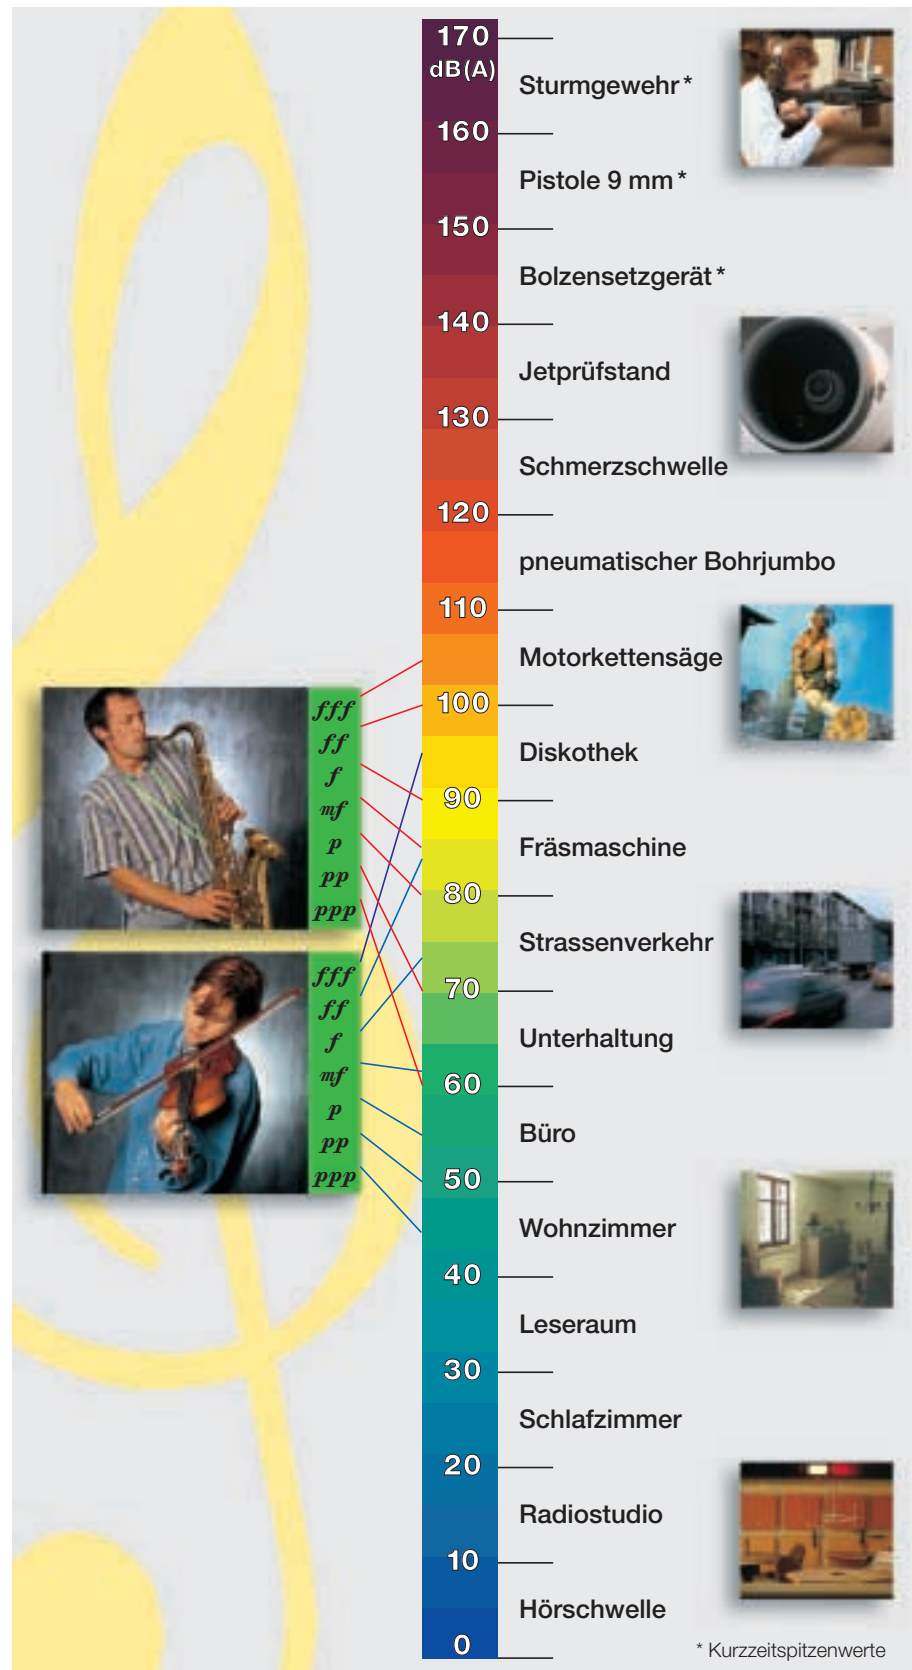 170
dB(A)
Sturmgewehr*
160
Pistole 9 mm*
150
Bolzensetzgerät*
140
Jetprüfstand
130
Schmerzschwelle
120
pneumatischer Bohrjumbo
110
Motorkettensäge
100
Diskothek
90
Fräsmaschine
80
Strassenverkehr
70
Unterhaltung
60
Büro
50
Wohnzimmer
40
Leseraum
30
Schlafzimmer
20
Radiostudio
10
Hörschwelle
0
fff
ff
f
mf
p
pp
ppp
fff
ff
f
mf
p
pp
ppp
* Kurzzeitspitzenwerte